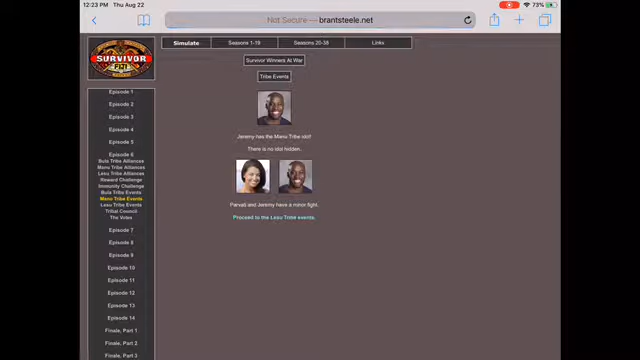 12:23 PM Thu Aug 22
73%
Not Secure — brantsteele.net
Simulate
Seasons 1-19
Seasons 20-38
Links
SURVIVOR
FIJI
Survivor Winners At War
Tribe Events
Jeremy has the Manu Tribe idol!
There is no idol hidden.
Parvati and Jeremy have a minor fight.
Proceed to the Lesu Tribe events.
Episode 1
Episode 2
Episode 3
Episode 4
Episode 5
Episode 6
Bula Tribe Alliances
Manu Tribe Alliances
Lesu Tribe Alliances
Reward Challenge
Immunity Challenge
Bula Tribe Events
Manu Tribe Events
Lesu Tribe Events
Tribal Council
The Votes
Episode 7
Episode 8
Episode 9
Episode 10
Episode 11
Episode 12
Episode 13
Episode 14
Finale, Part 1
Finale, Part 2
Finale, Part 3